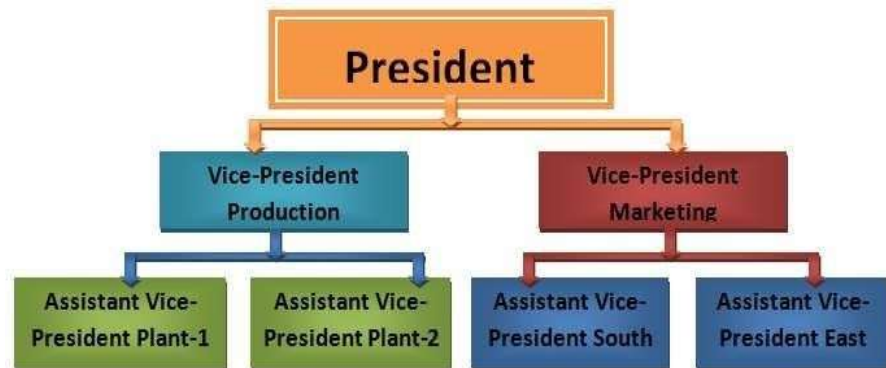 President
Vice-President
Production
Vice-President
Marketing
Assistant Vice-
President Plant-1
Assistant Vice-
President Plant-2
Assistant Vice-
President South
Assistant Vice-
President East